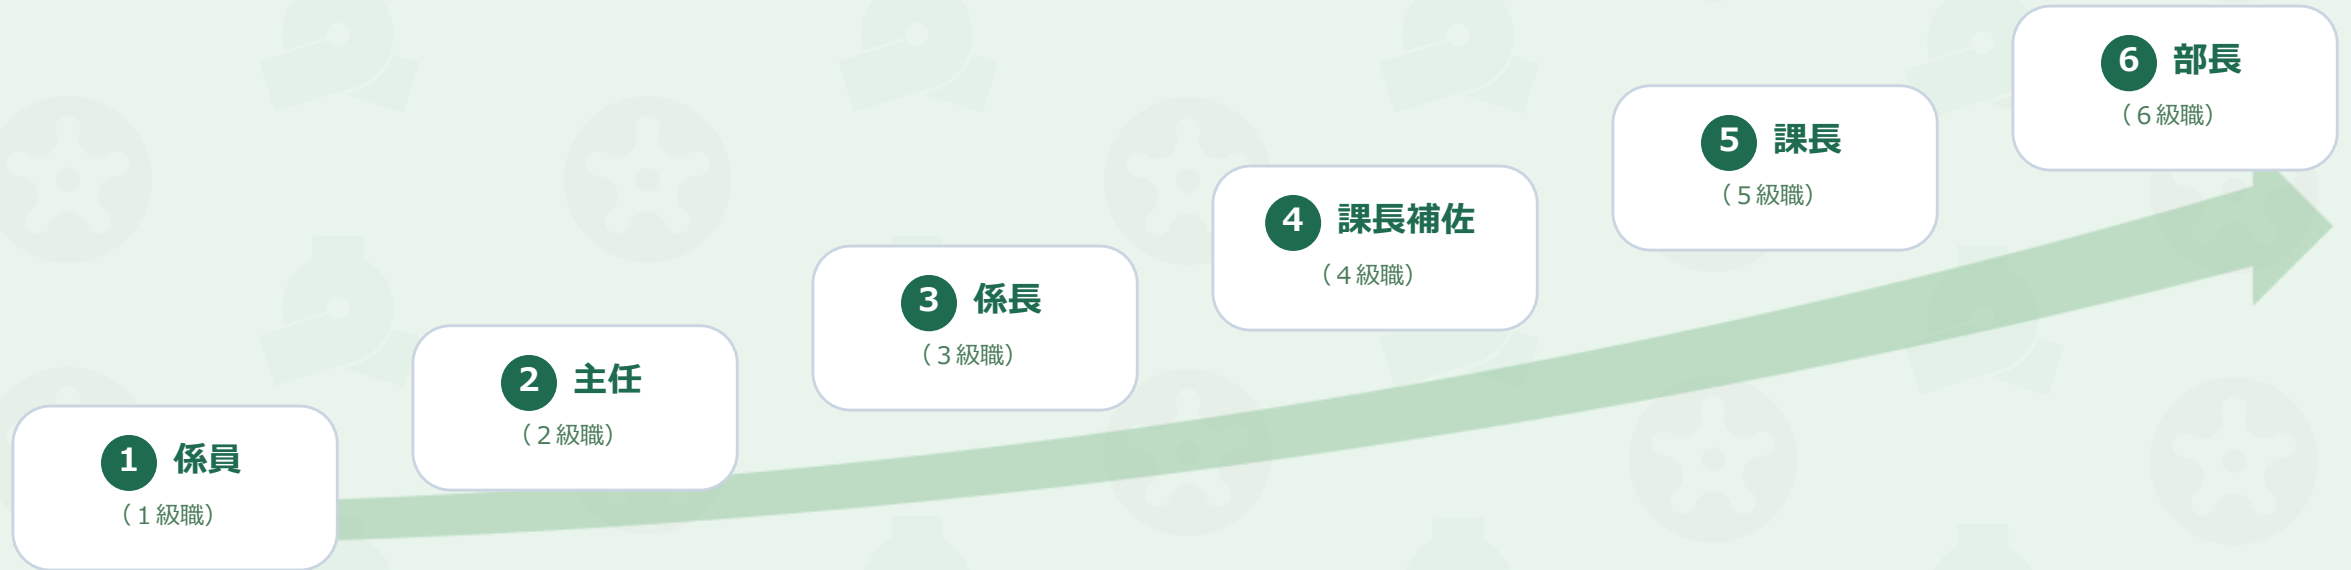 1 係員
（１級職）
2 主任
（２級職）
3 係長
（３級職）
4 課長補佐
（４級職）
5 課長
（５級職）
6 部長
（６級職）